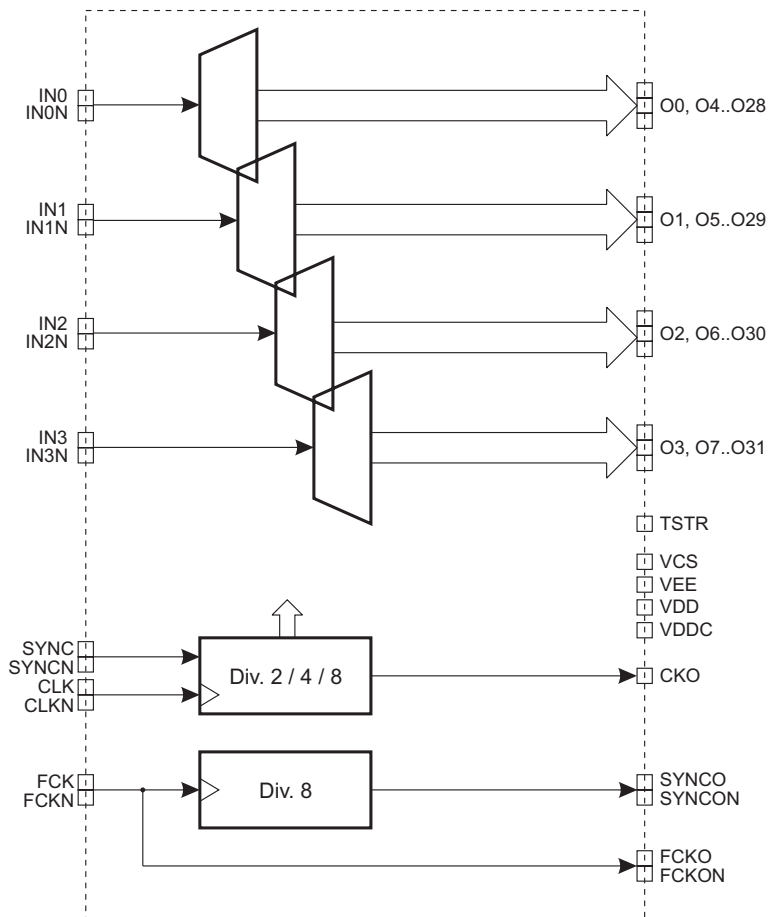 IN0
IN0N
O0, O4..O28
IN1
IN1N
O1, O5..O29
IN2
IN2N
O2, O6..O30
IN3
IN3N
O3, O7..O31
TSTR
VCS
VEE
VDD
VDDC
SYNC
SYNCN
CLK
CLKN
Div. 2 / 4 / 8
CKO
FCK
FCKN
Div. 8
SYNCO
SYNCON
FCKO
FCKON